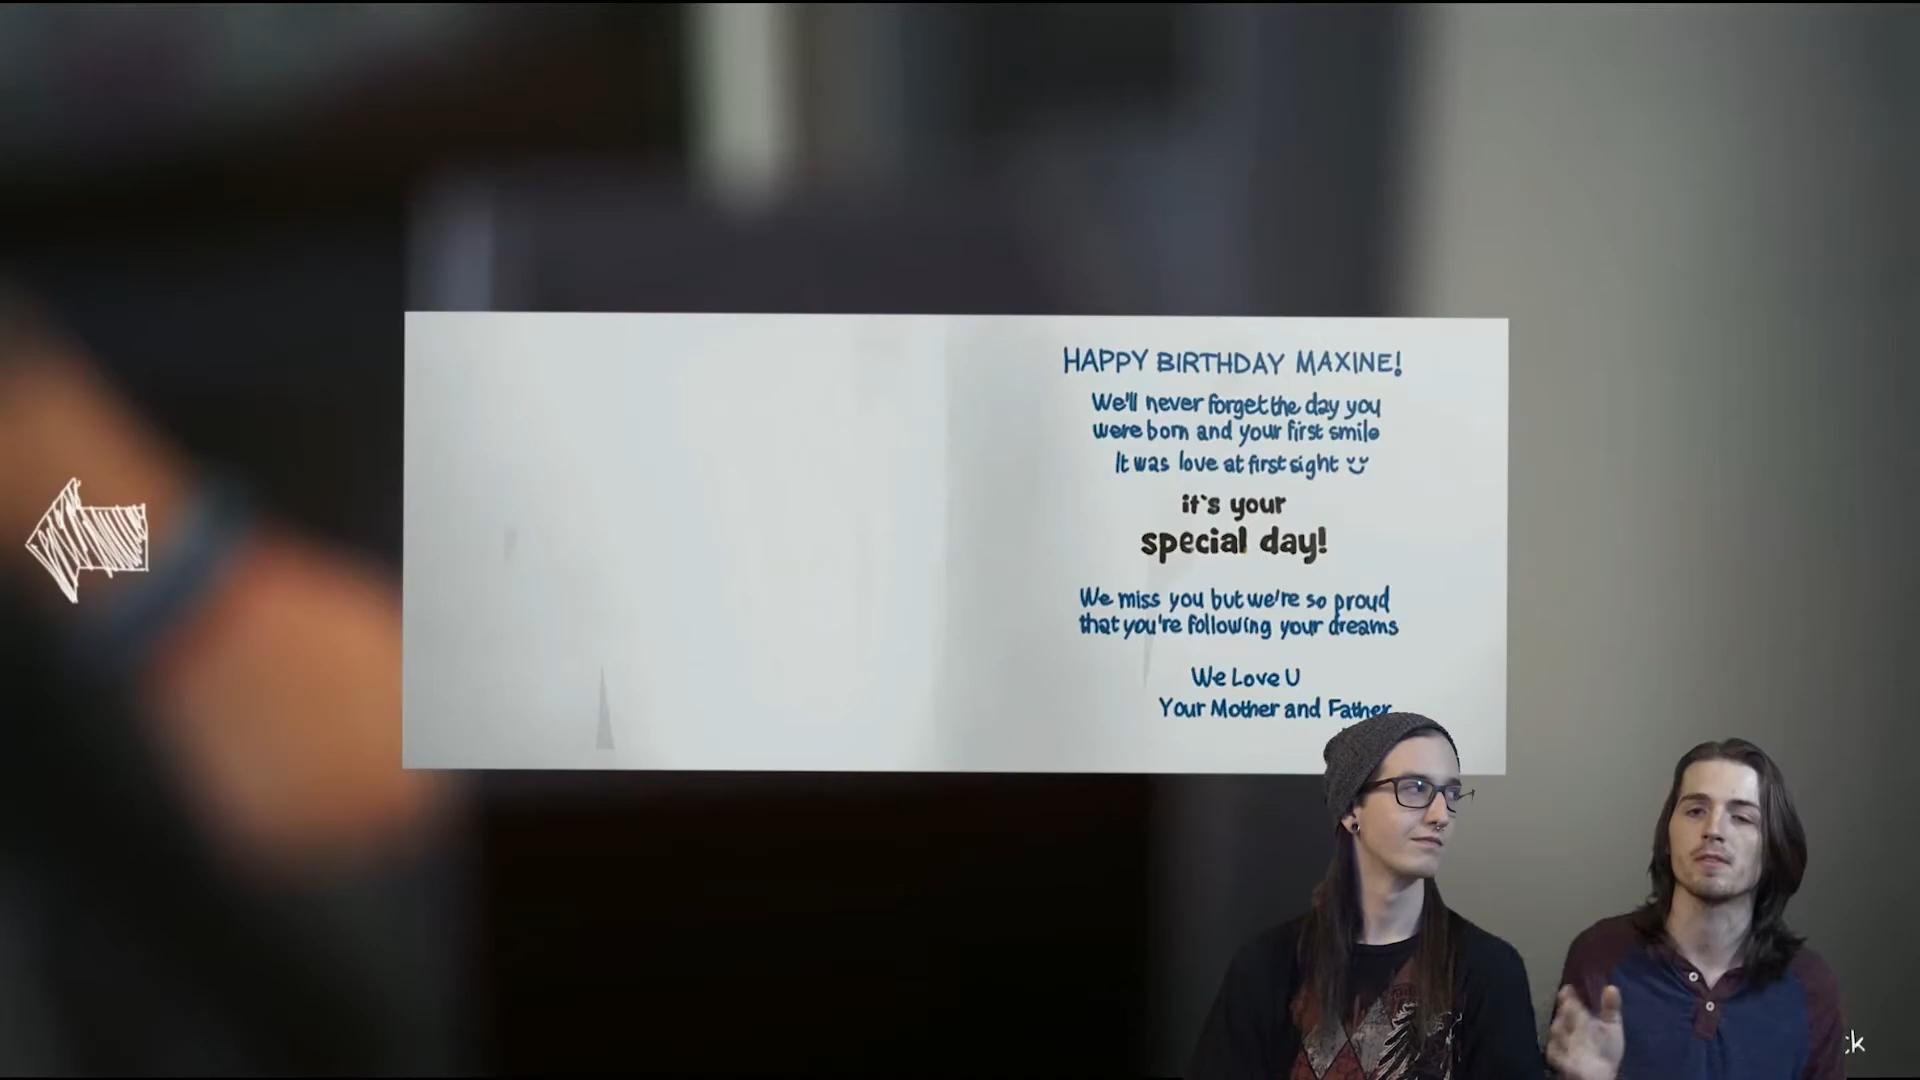 HAPPY BIRTHDAY MAXINE!
We'll never forget the day you
were born and your first smile
It was love at first sight
it's your
special day!
We miss you but we're so proud
that you're following your dreams
We Love U
Your Mother and Father
ck